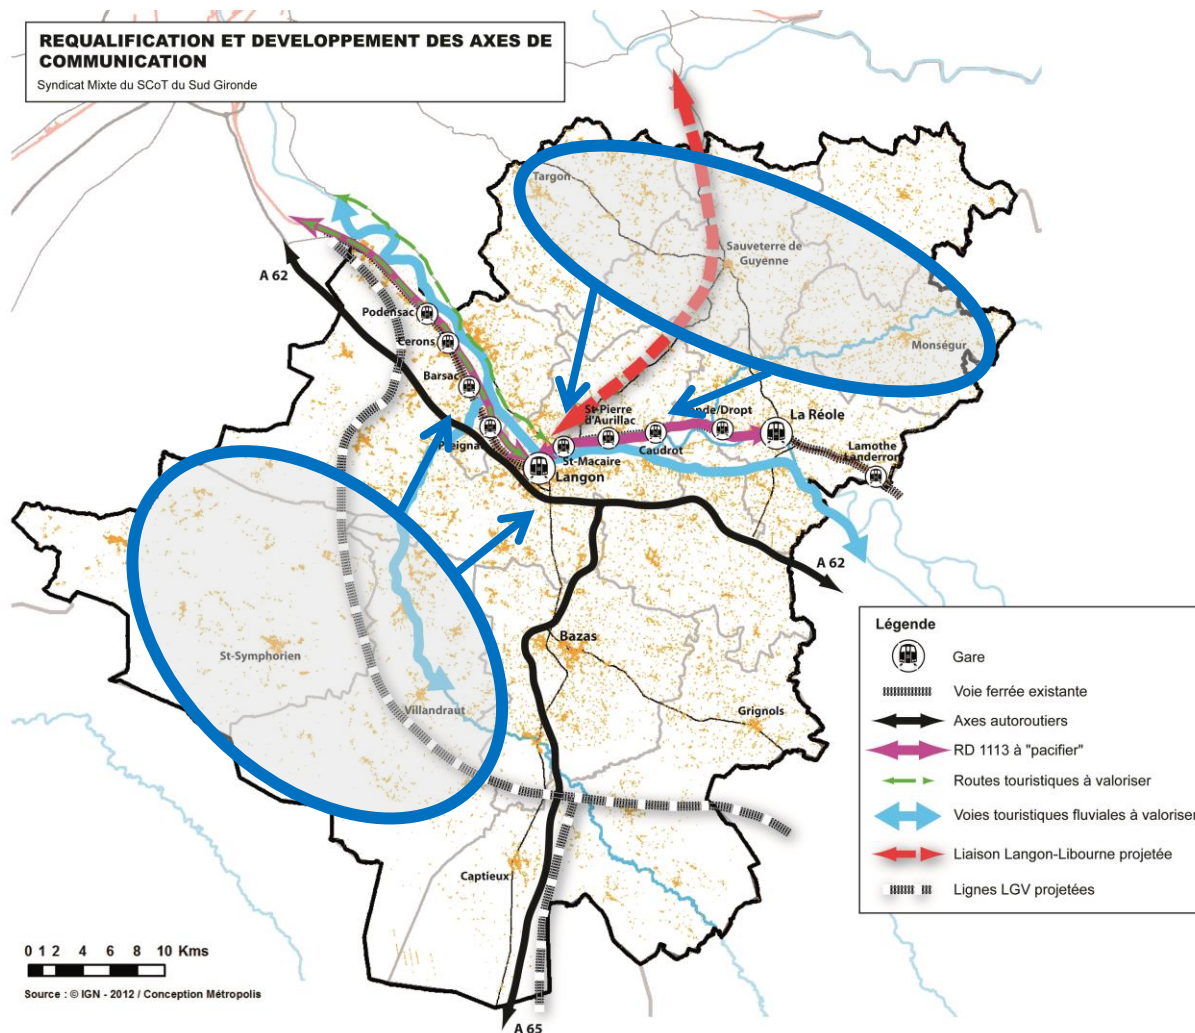 REQUALIFICATION ET DEVELOPPEMENT DES AXES DE
COMMUNICATION
Syndicat Mixte du SCoT du Sud Gironde
Targon
Sauveterre de
Guyenne
A 62
Podensac
Cerons
Monségur
Barsac
St-Pierre
d'Aurillac
La Réole
Caudrot
Lamothe
Landerron
St-Macaire
Langon
A 62
Bazas
St-Symphorien
Villandraut
Grignols
Captieux
A 65
Légende
Gare
Voie ferrée existante
Axes autoroutiers
RD 1113 à "pacifier"
Routes touristiques à valoriser
Voies touristiques fluviales à valoriser
Liaison Langon-Libourne projetée
Lignes LGV projetées
0 1 2 4 6 8 10 Kms
Source : © IGN - 2012 / Conception Métropolis